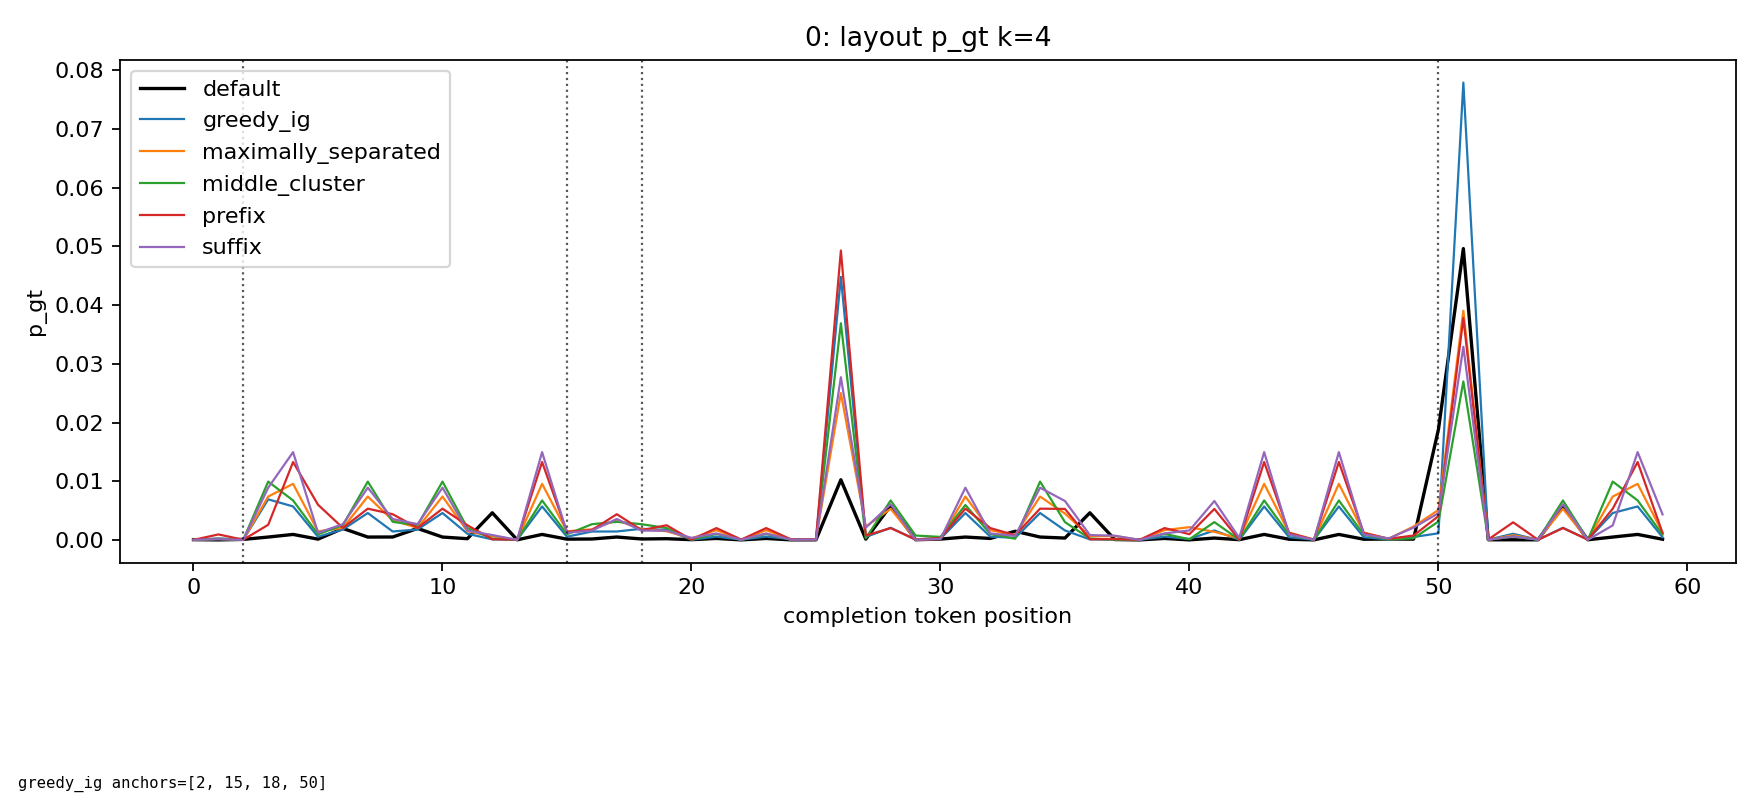 0: layout p_gt k=4
0.08
0.07
0.06
0.05
0.04
0.03
0.02
0.01
0.00
p_gt
default
greedy_ig
maximally_separated
middle_cluster
prefix
suffix
0 10 20 30 40 50 60
completion token position
greedy_ig anchors=[2, 15, 18, 50]